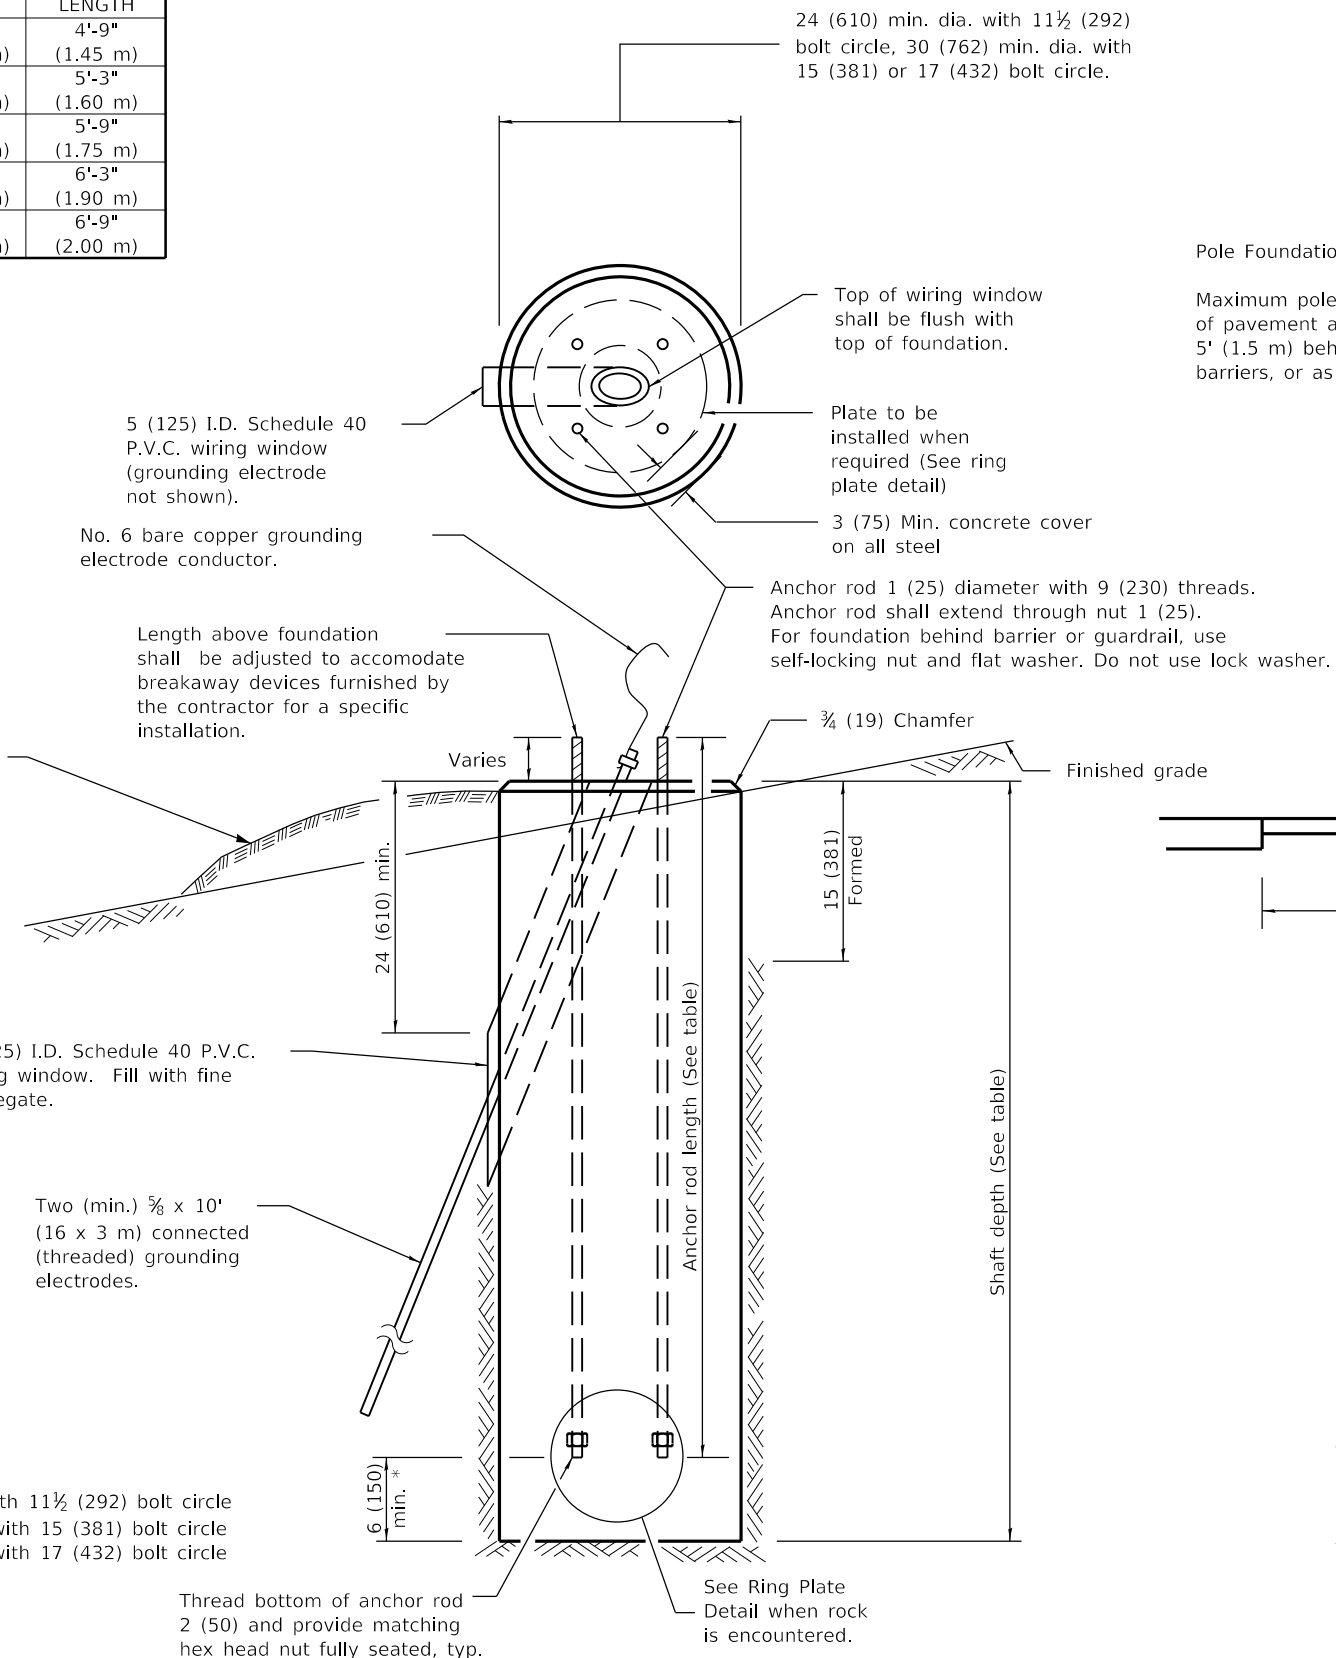 LENGTH
4'-9"
(1.45 m)
5'-3"
(1.60 m)
5'-9"
(1.75 m)
6'-3"
(1.90 m)
6'-9"
(2.00 m)
24 (610) min. dia. with 11½ (292)
bolt circle, 30 (762) min. dia. with
15 (381) or 17 (432) bolt circle.
Pole Foundation
Maximum pole
of pavement
5' (1.5 m)
barriers, or as
Top of wiring window
shall be flush with
top of foundation.
5 (125) I.D. Schedule 40
P.V.C. wiring window
(grounding electrode
not shown).
Plate to be
installed when
required (See ring
plate detail)
3 (75) Min. concrete cover
on all steel
No. 6 bare copper grounding
electrode conductor.
Anchor rod 1 (25) diameter with 9 (230) threads.
Anchor rod shall extend through nut 1 (25).
For foundation behind barrier or guardrail, use
self-locking nut and flat washer. Do not use lock washer.
Length above foundation
shall be adjusted to accomodate
breakaway devices furnished by
the contractor for a specific
installation.
¾ (19) Chamfer
Varies
Finished grade
24 (610) min.
15 (381)
Formed
Anchor rod length (See table)
Shaft depth (See table)
I.D. Schedule 40 P.V.C.
window. Fill with fine
Two (min.) ⅝ x 10'
(16 x 3 m) connected
(threaded) grounding
electrodes.
6 (150)
min. *
11½ (292) bolt circle
with 15 (381) bolt circle
with 17 (432) bolt circle
Thread bottom of anchor rod
2 (50) and provide matching
hex head nut fully seated, typ.
See Ring Plate
Detail when rock
is encountered.